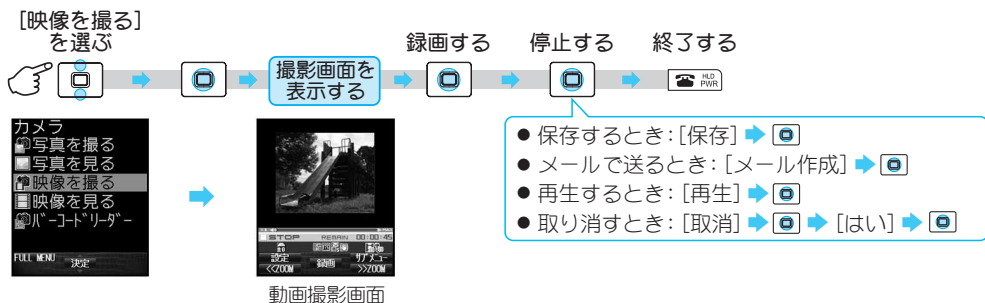 [映像を撮る]
を選ぶ
撮影画面を
表示する
録画する
停止する
終了する
HLD
PWR
カメラ
写真を撮る
写真を見る
映像を撮る
映像を見る
バーコードリーダー
FULL MENU
決定
STOP
REMAIN 00:00:45
設定
録画
サブメニュー
<<ZOOM
>>ZOOM
動画撮影画面
● 保存するとき：[保存]
● メールで送るとき：[メール作成]
● 再生するとき：[再生]
● 取り消すとき：[取消] [はい]